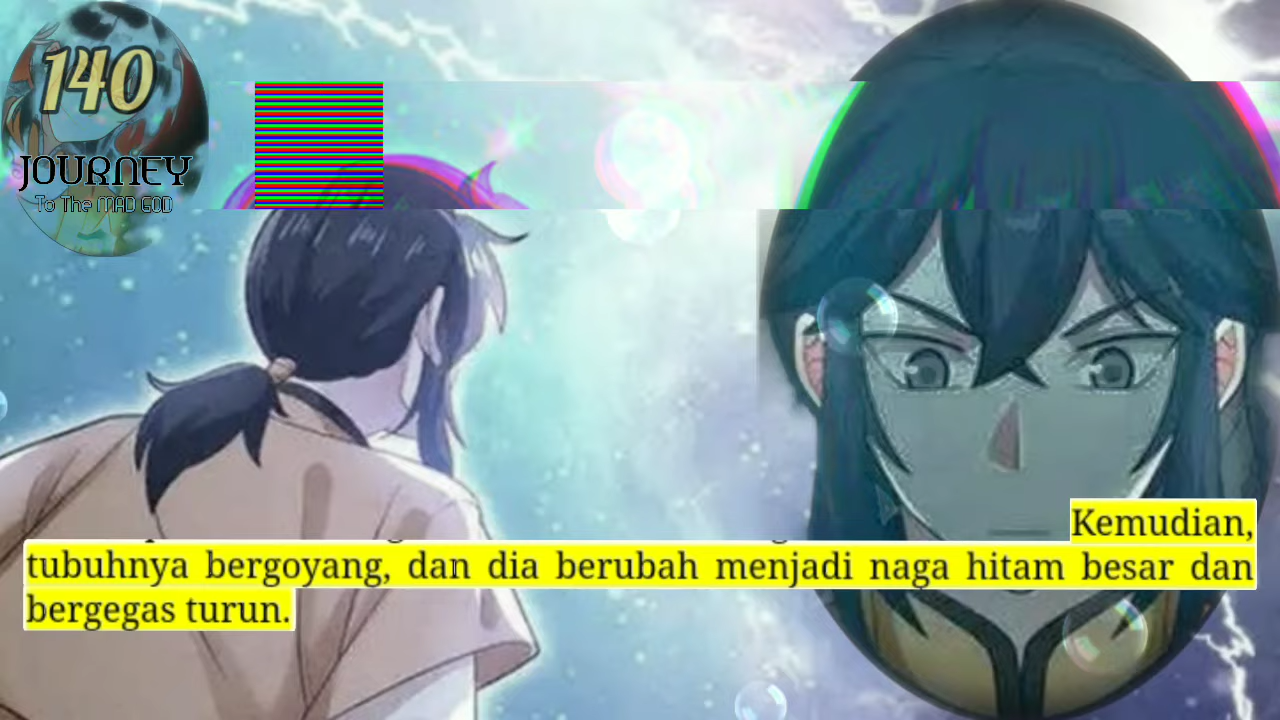 140
JOURNEY
To The MAD GOD
Kemudian,
tubuhnya bergoyang, dan dia berubah menjadi naga hitam besar dan
bergegas turun.